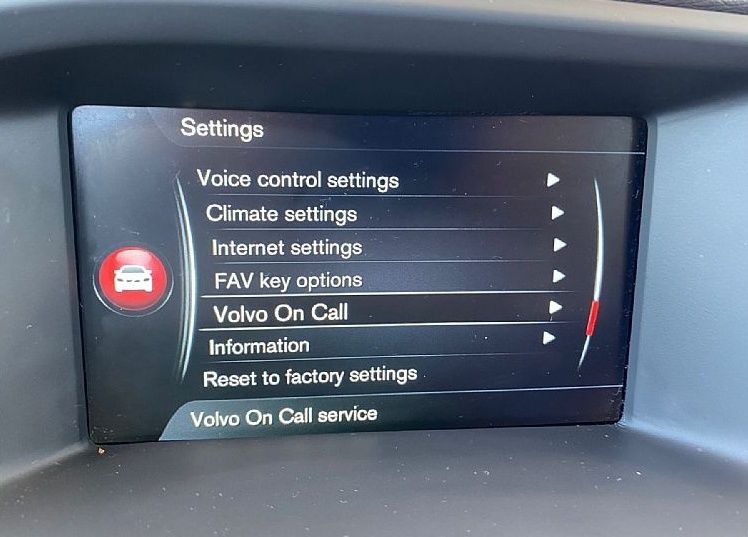 Settings
Voice control settings
Climate settings
Internet settings
FAV key options
Volvo On Call
Information
Reset to factory settings
Volvo On Call service